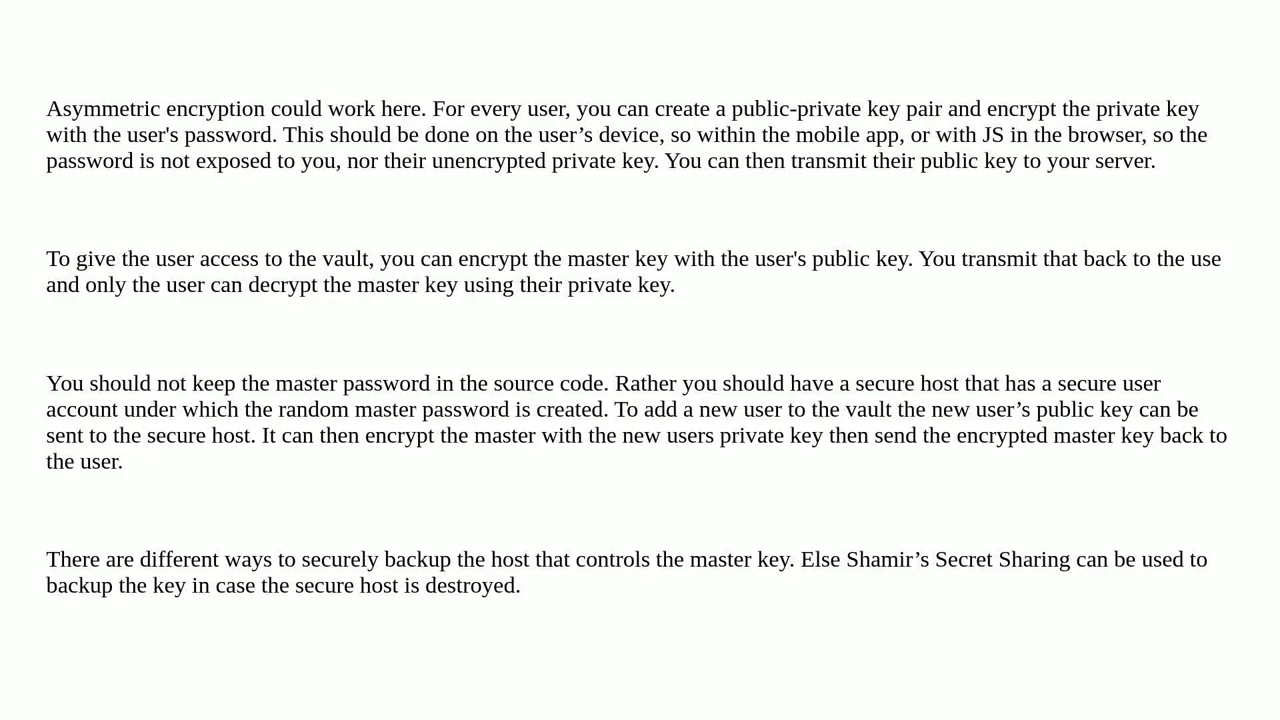 Asymmetric encryption could work here. For every user, you can create a public-private key pair and encrypt the private key
with the user's password. This should be done on the user’s device, so within the mobile app, or with JS in the browser, so the
password is not exposed to you, nor their unencrypted private key. You can then transmit their public key to your server.
To give the user access to the vault, you can encrypt the master key with the user's public key. You transmit that back to the use
and only the user can decrypt the master key using their private key.
You should not keep the master password in the source code. Rather you should have a secure host that has a secure user
account under which the random master password is created. To add a new user to the vault the new user’s public key can be
sent to the secure host. It can then encrypt the master with the new users private key then send the encrypted master key back to
the user.
There are different ways to securely backup the host that controls the master key. Else Shamir’s Secret Sharing can be used to
backup the key in case the secure host is destroyed.